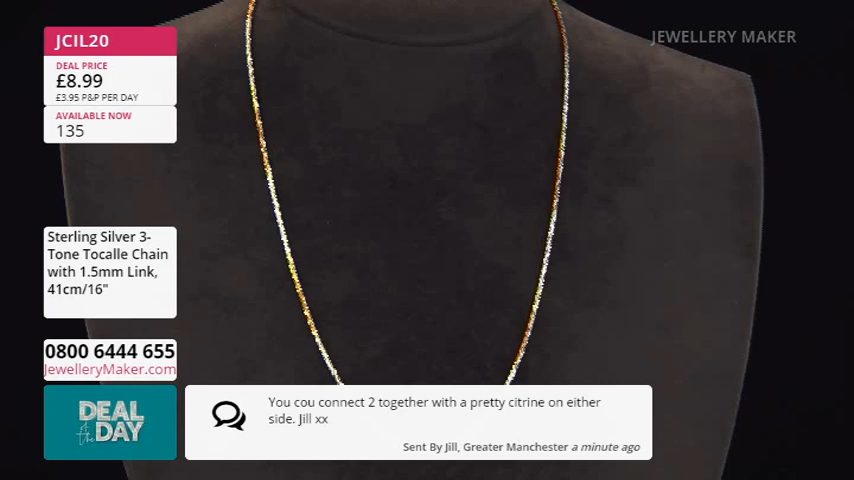 JCIL20
DEAL PRICE
£8.99
£3.95 P&P PER DAY
AVAILABLE NOW
135
JEWELLERY MAKER
Sterling Silver 3-
Tone Tocalle Chain
with 1.5mm Link,
41cm/16"
0800 6444 655
JewelleryMaker.com
DEAL
of the
DAY
You cou connect 2 together with a pretty citrine on either
side. Jill xx
Sent By Jill, Greater Manchester a minute ago